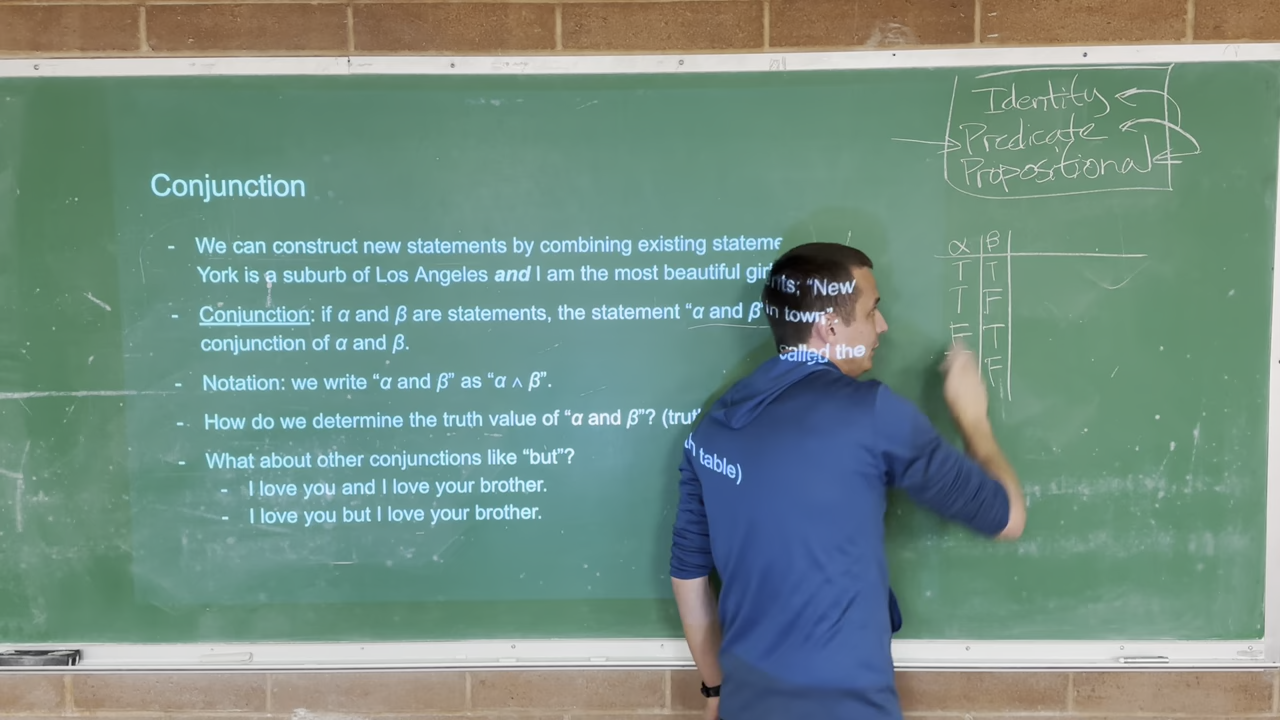 Conjunction
- We can construct new statements by combining existing statements; "New
York is a suburb of Los Angeles and I am the most beautiful girl in town".
- Conjunction: if α and β are statements, the statement "α and β" called the
conjunction of α and β.
- Notation: we write "α and β" as "α ∧ β".
- How do we determine the truth value of "α and β"? (truth table)
- What about other conjunctions like "but"?
- I love you and I love your brother.
- I love you but I love your brother.
Identity
Predicate
Propositional
α β
T T
T F
F T
F